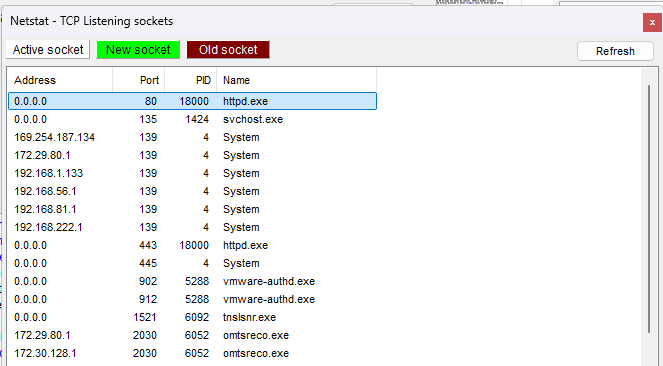 Netstat - TCP Listening sockets x
Active socket New socket Old socket Refresh
Address Port PID Name
0.0.0.0 80 18000 httpd.exe
0.0.0.0 135 1424 svchost.exe
169.254.187.134 139 4 System
172.29.80.1 139 4 System
192.168.1.133 139 4 System
192.168.56.1 139 4 System
192.168.81.1 139 4 System
192.168.222.1 139 4 System
0.0.0.0 443 18000 httpd.exe
0.0.0.0 445 4 System
0.0.0.0 902 5288 vmware-authd.exe
0.0.0.0 912 5288 vmware-authd.exe
0.0.0.0 1521 6092 tnslsnr.exe
172.29.80.1 2030 6052 omtsreco.exe
172.30.128.1 2030 6052 omtsreco.exe